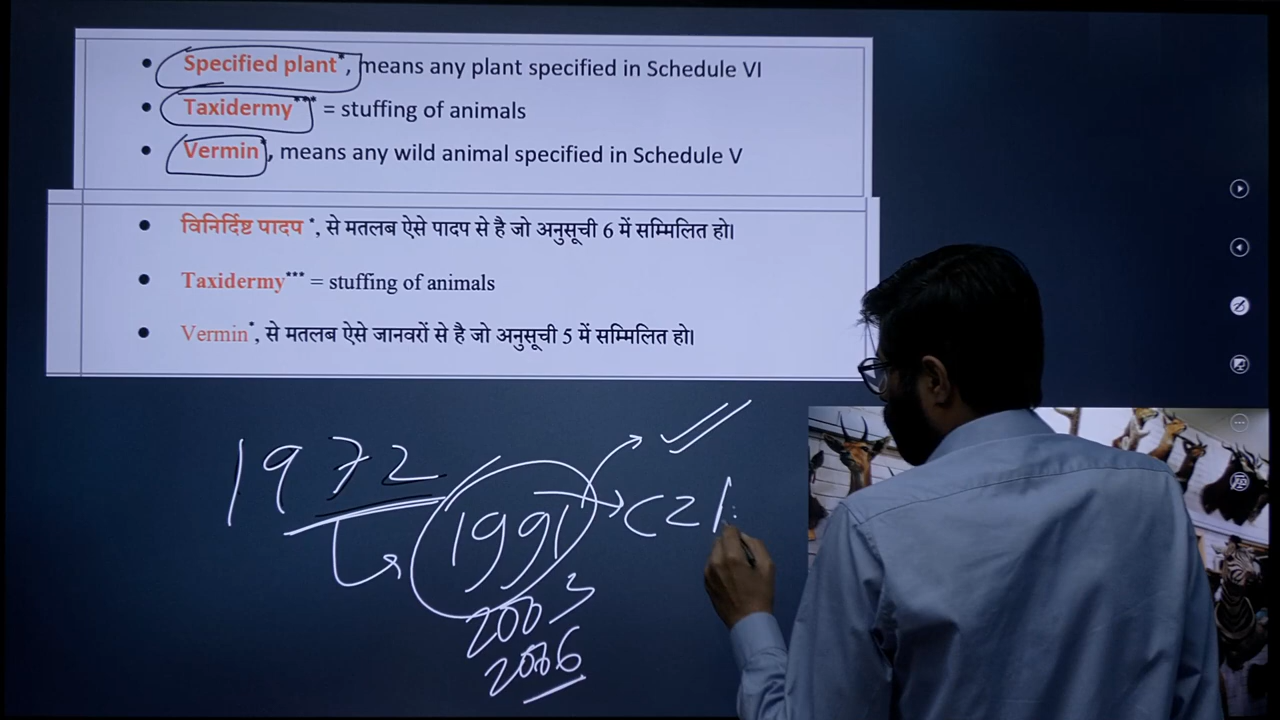 • Specified plant*, means any plant specified in Schedule VI
• Taxidermy*** = stuffing of animals
• Vermin*, means any wild animal specified in Schedule V
• विनिर्दिष्ट पादप *, से मतलब ऐसे पादप से है जो अनुसूची 6 में सम्मिलित हो।
• Taxidermy*** = stuffing of animals
• Vermin*, से मतलब ऐसे जानवरों से है जो अनुसूची 5 में सम्मिलित हो।
1972
1991
2003
2006